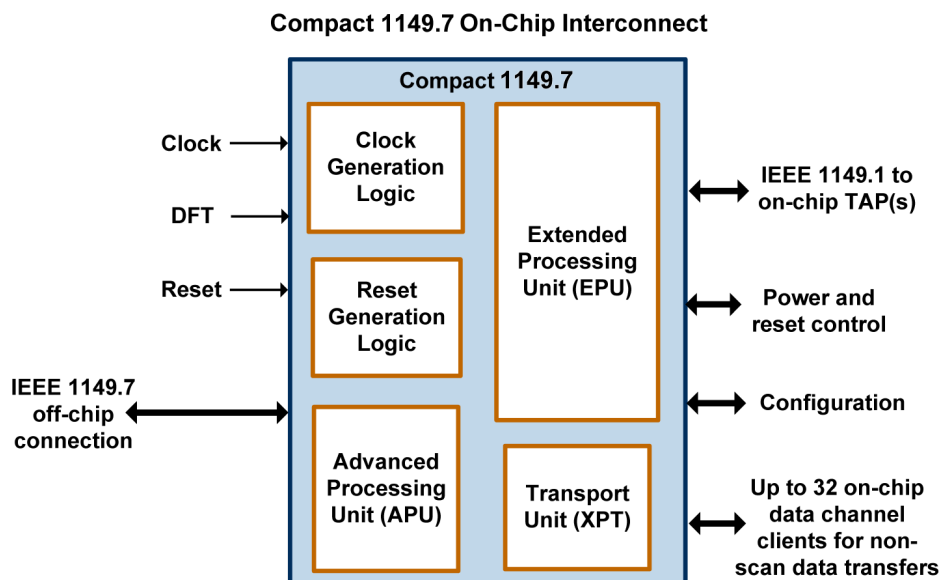 Compact 1149.7 On-Chip Interconnect
Compact 1149.7
Clock
DFT
Reset
IEEE 1149.7
off-chip
connection
Clock
Generation
Logic
Reset
Generation
Logic
Advanced
Processing
Unit (APU)
Extended
Processing
Unit (EPU)
Transport
Unit (XPT)
IEEE 1149.1 to
on-chip TAP(s)
Power and
reset control
Configuration
Up to 32 on-chip
data channel
clients for non-
scan data transfers